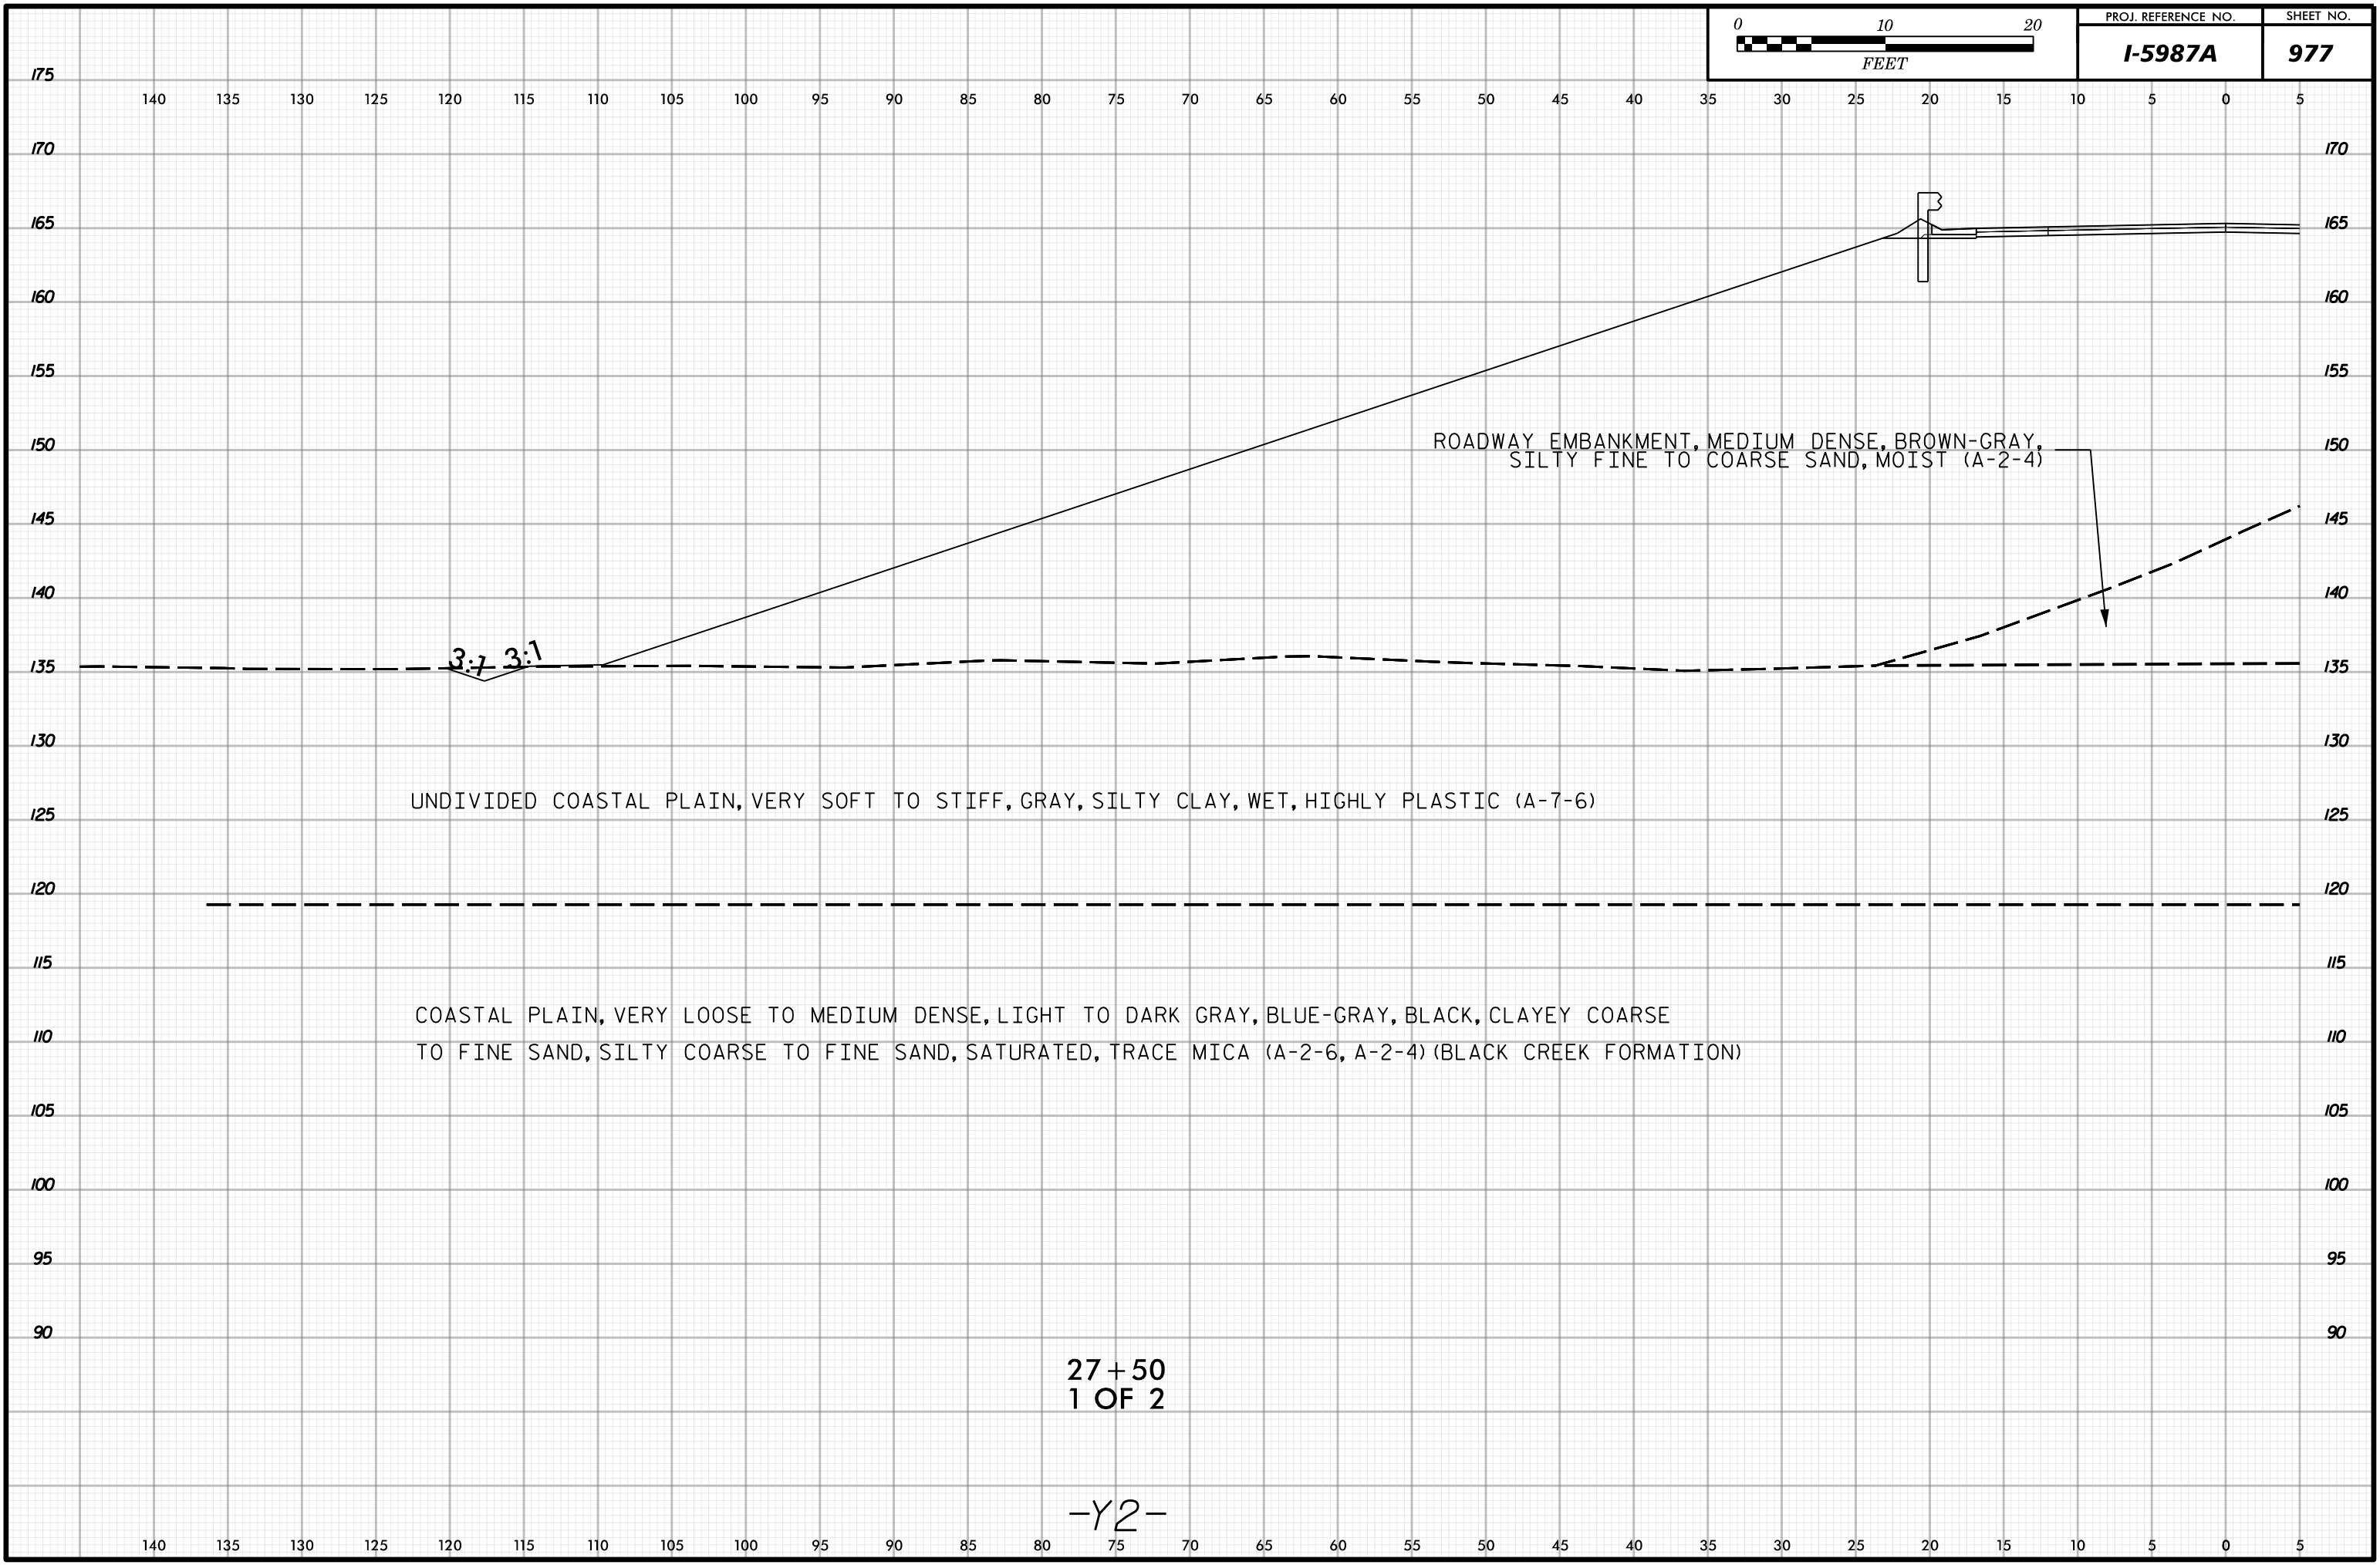 0 10 20
FEET
PROJ. REFERENCE NO. SHEET NO.
I-5987A 977
175
140 135 130 125 120 115 110 105 100 95 90 85 80 75 70 65 60 55 50 45 40 35 30 25 20 15 10 5 0 5
170 170
165 165
160 160
155 155
150 150
ROADWAY EMBANKMENT, MEDIUM DENSE, BROWN-GRAY,
SILTY FINE TO COARSE SAND, MOIST (A-2-4)
145 145
140 140
3:1 3:1
135 135
130 130
UNDIVIDED COASTAL PLAIN, VERY SOFT TO STIFF, GRAY, SILTY CLAY, WET, HIGHLY PLASTIC (A-7-6)
125 125
120 120
115 115
COASTAL PLAIN, VERY LOOSE TO MEDIUM DENSE, LIGHT TO DARK GRAY, BLUE-GRAY, BLACK, CLAYEY COARSE
110 110
TO FINE SAND, SILTY COARSE TO FINE SAND, SATURATED, TRACE MICA (A-2-6, A-2-4) (BLACK CREEK FORMATION)
105 105
100 100
95 95
90 90
27+50
1 OF 2
-Y2-
140 135 130 125 120 115 110 105 100 95 90 85 80 75 70 65 60 55 50 45 40 35 30 25 20 15 10 5 0 5